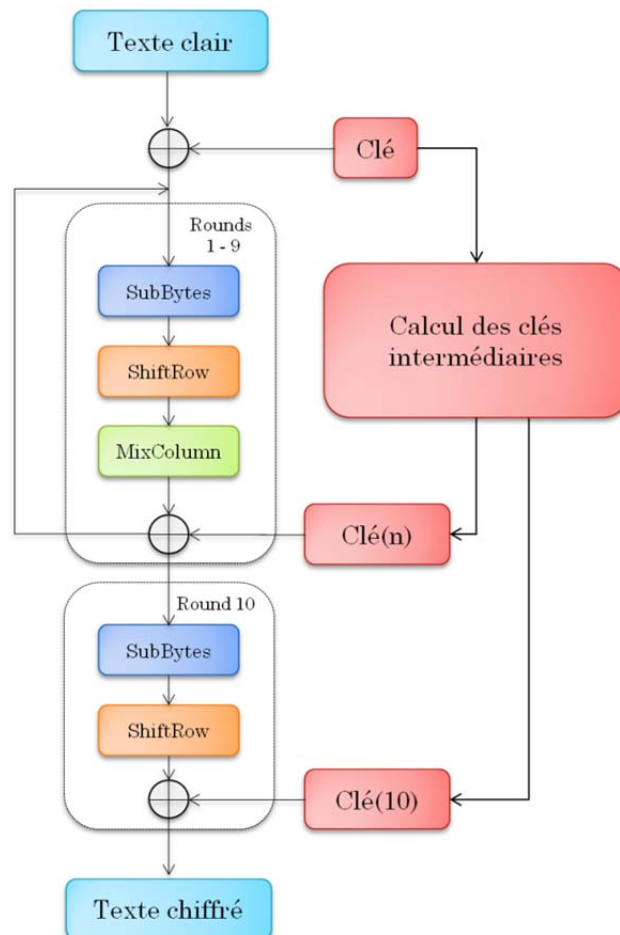 Texte clair
Clé
Rounds
1 - 9
SubBytes
ShiftRow
MixColumn
Calcul des clés
intermédiaires
Clé(n)
Round 10
SubBytes
ShiftRow
Clé(10)
Texte chiffré